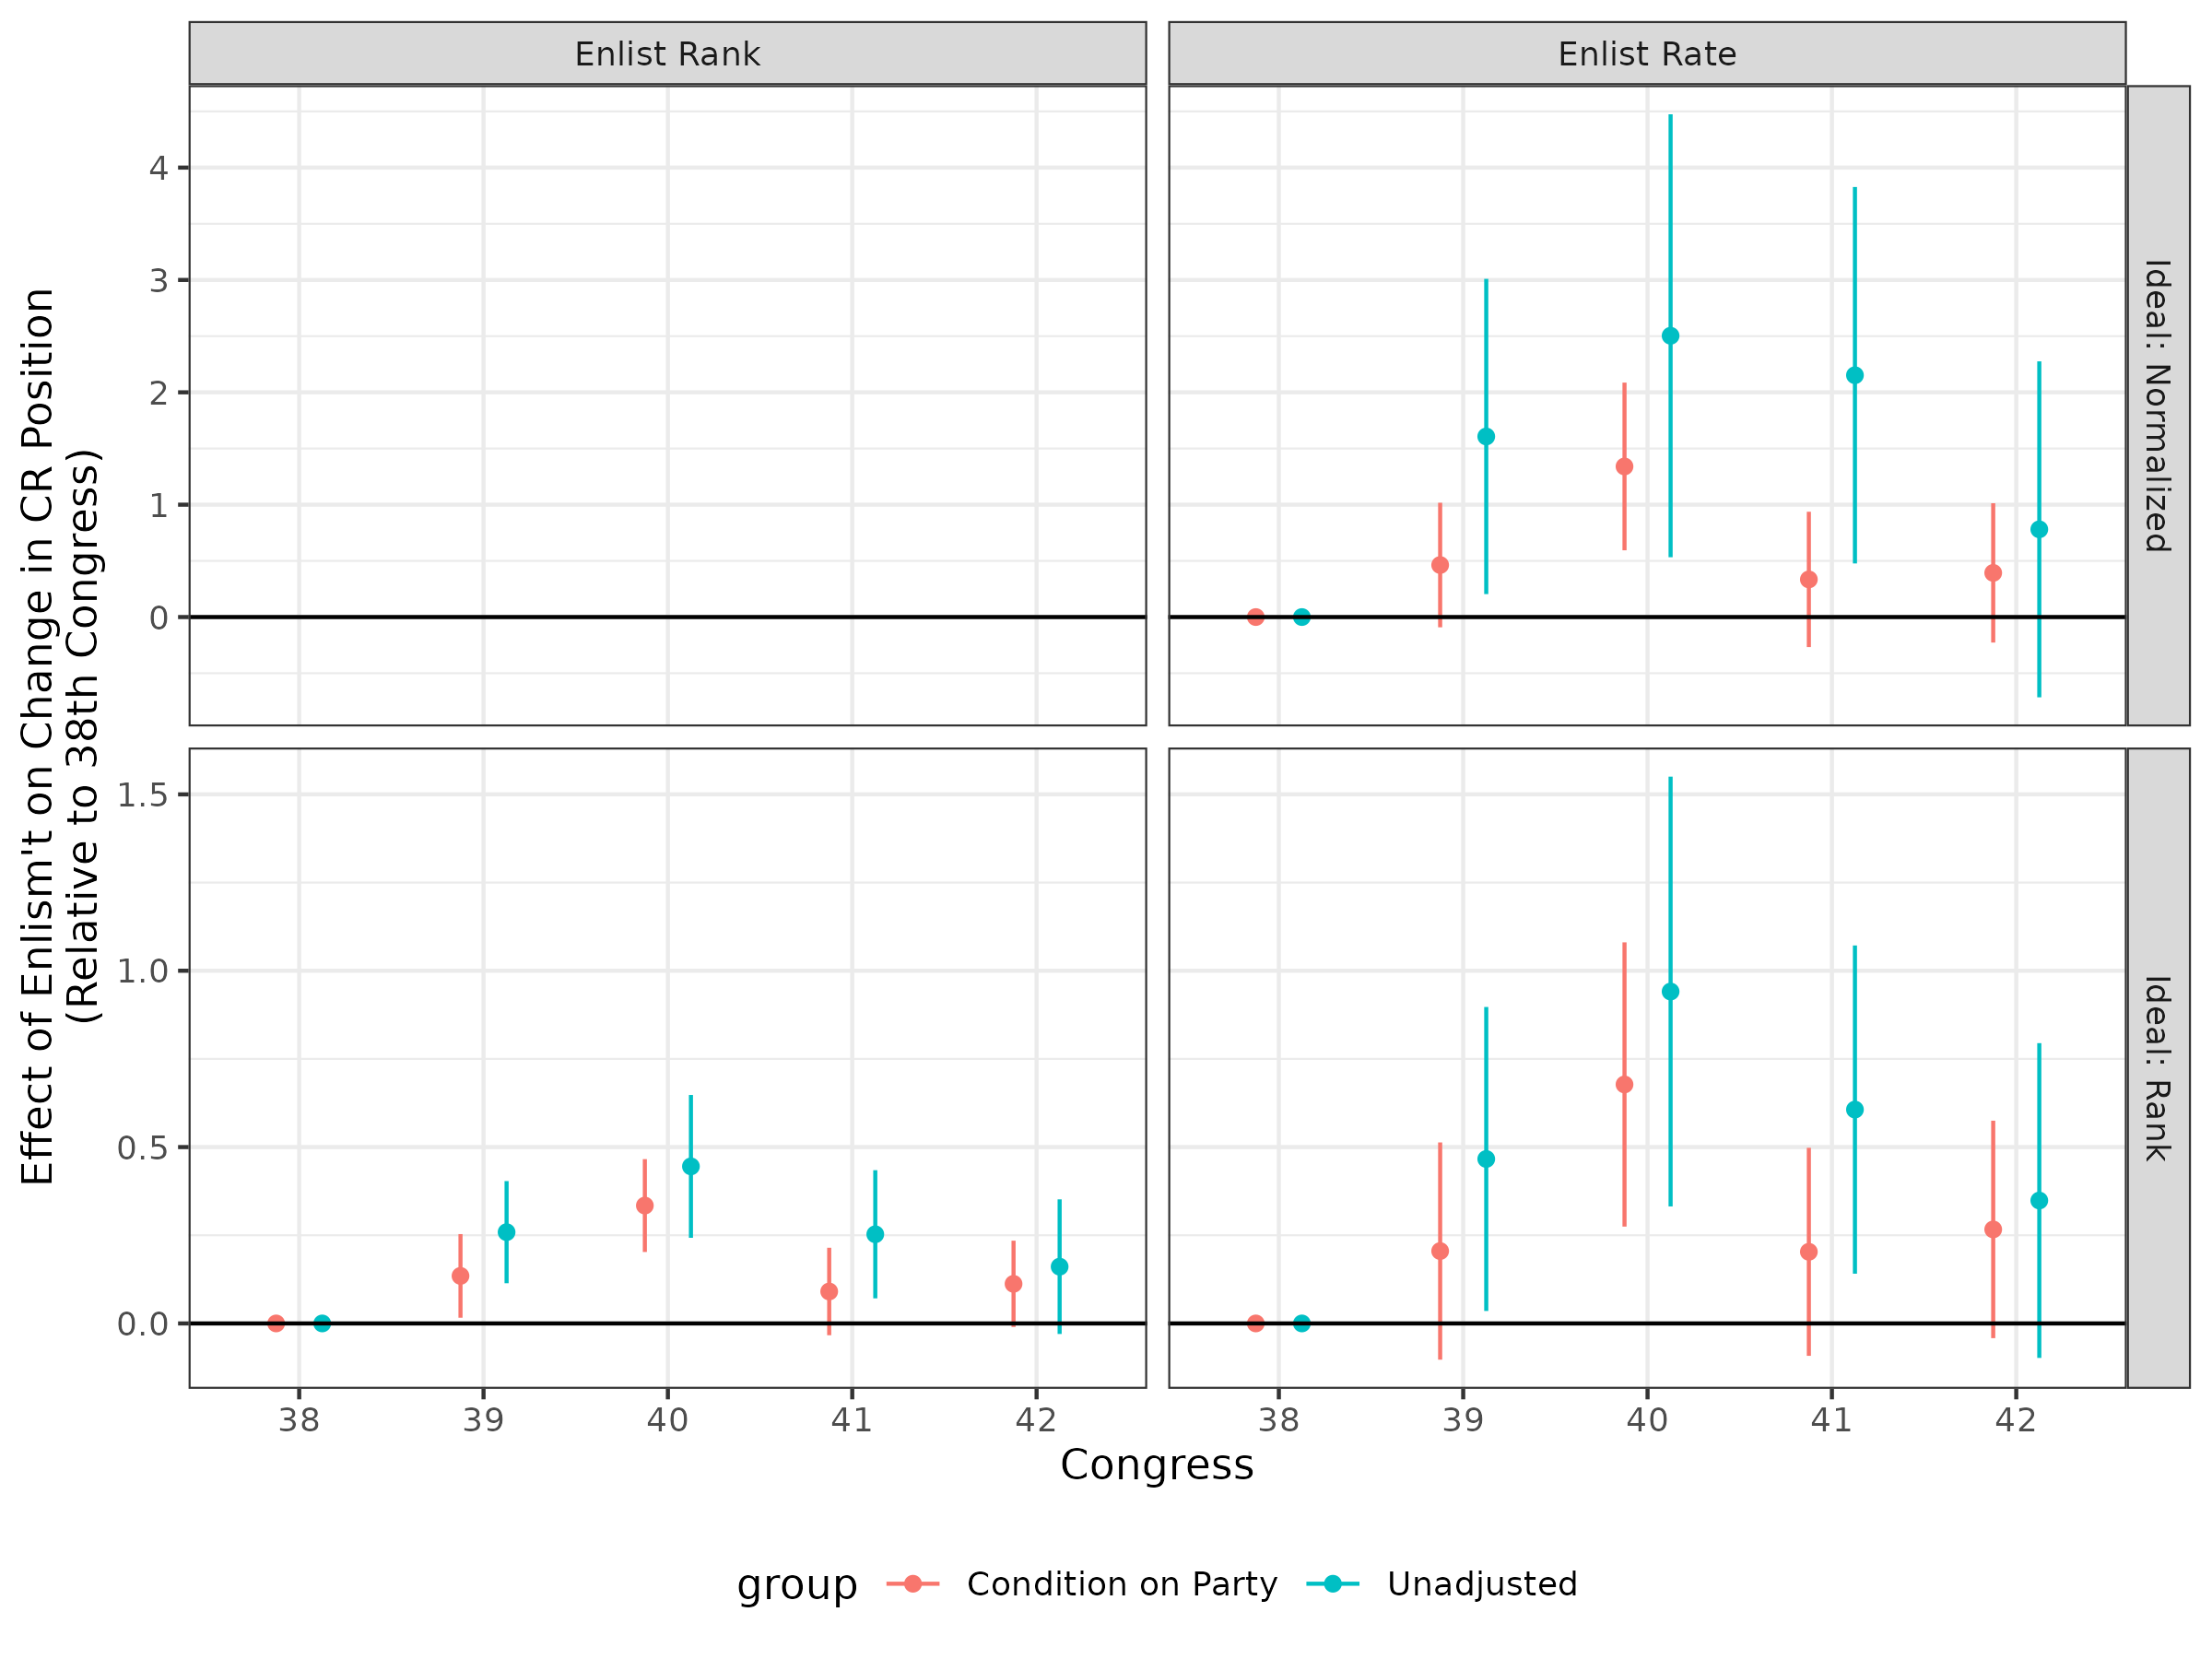 Enlist Rank
Enlist Rate
Effect of Enlism't on Change in CR Position
(Relative to 38th Congress)
4
3
2
1
0
Ideal: Normalized
1.5
1.0
0.5
0.0
Ideal: Rank
38 39 40 41 42
38 39 40 41 42
Congress
group Condition on Party Unadjusted